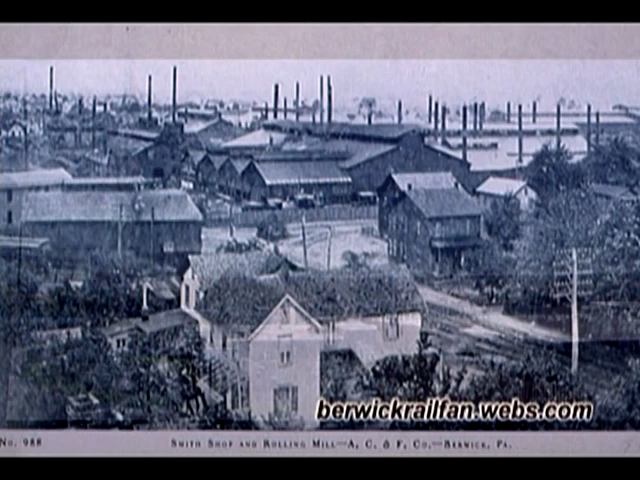 berwickrailfan.webs.com
No. 988 Smith Shop and Rolling Mill—A. C. & F. Co.—Berwick, Pa.